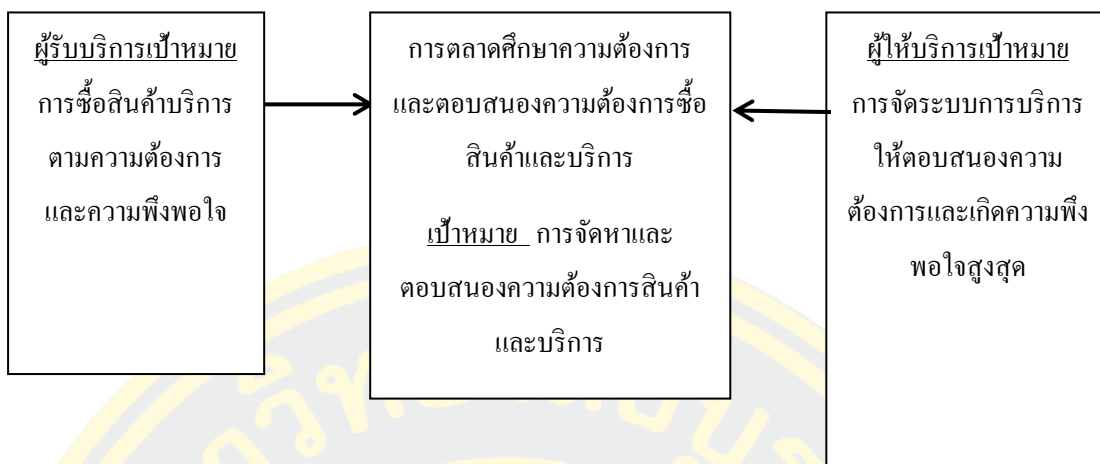 ผู้รับบริการเป้าหมาย
การซื้อสินค้าบริการ
ตามความต้องการ
และความพึงพอใจ
การตลาดศึกษาความต้องการ
และตอบสนองความต้องการซื้อ
สินค้าและบริการ
เป้าหมาย การจัดหาและ
ตอบสนองความต้องการสินค้า
และบริการ
ผู้ให้บริการเป้าหมาย
การจัดระบบการบริการ
ให้ตอบสนองความ
ต้องการและเกิดความพึง
พอใจสูงสุด